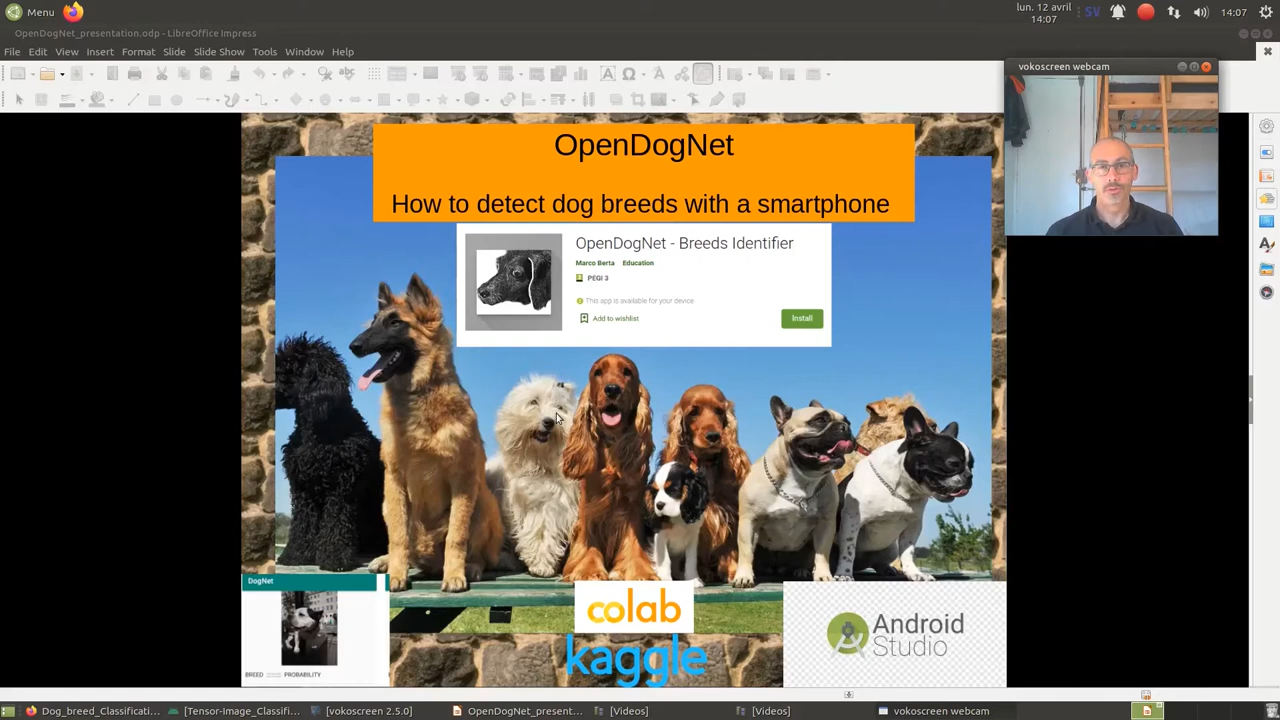 Menu
lun. 12 avril
14:07
14:07
OpenDogNet_presentation.odp - LibreOffice Impress
File Edit View Insert Format Slide Slide Show Tools Window Help
vokoscreen webcam
OpenDogNet
How to detect dog breeds with a smartphone
OpenDogNet - Breeds Identifier
Marco Berta Education
PEGI 3
This app is available for your device
Add to wishlist
Install
DogNet
BREED
PROBABILITY
colab
kaggle
Android
Studio
Dog_breed_Classificati...
[Tensor-Image_Classifi...
[vokoscreen 2.5.0]
OpenDogNet_present...
[Videos]
[Videos]
vokoscreen webcam